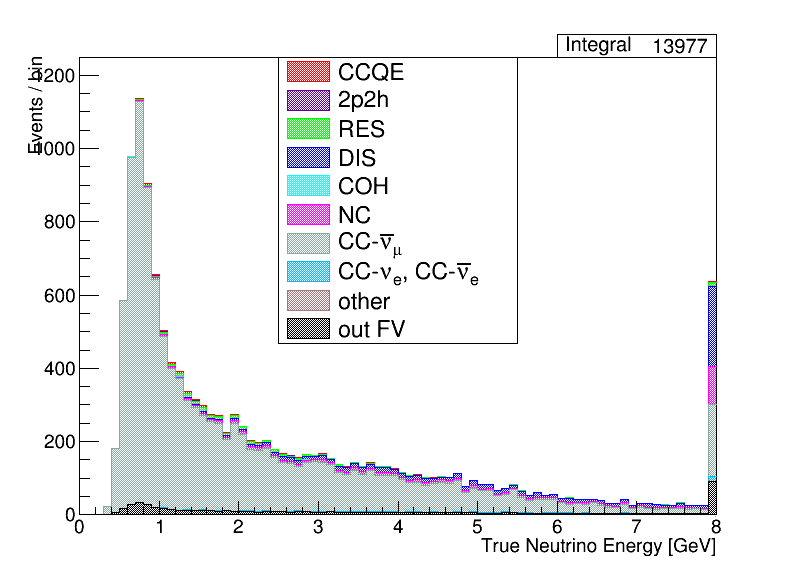 Integral 13977
Events / bin
1200
1000
800
600
400
200
0
CCQE
2p2h
RES
DIS
COH
NC
CC-ν̅μ
CC-νe, CC-ν̅e
other
out FV
0 1 2 3 4 5 6 7 8
True Neutrino Energy [GeV]